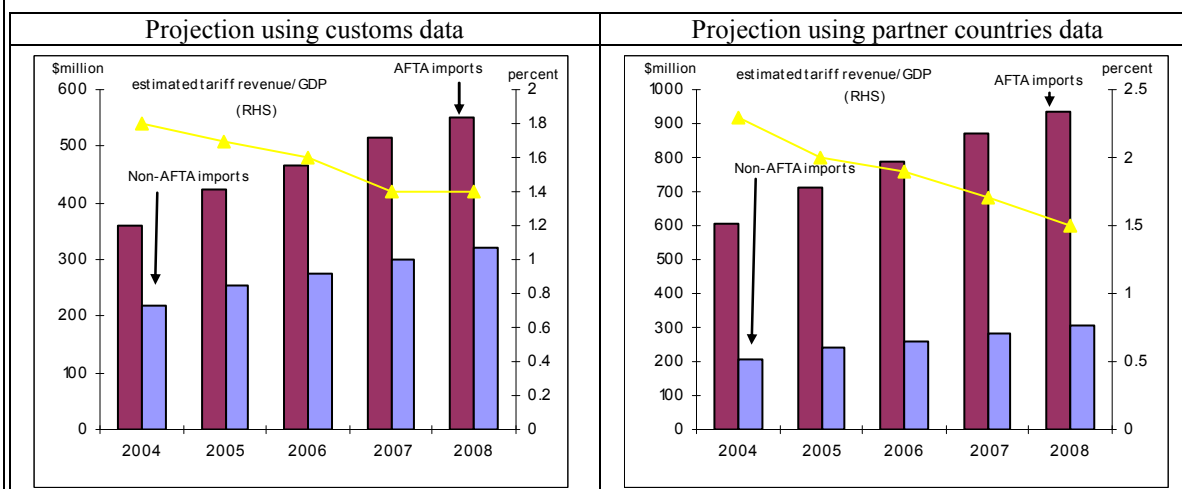 Projection using customs data
Projection using partner countries data
$million
estimated tariff revenue/GDP
(RHS)
AFTA imports
percent
Non-AFTA imports
600
500
400
300
200
100
0
2
1.8
1.6
1.4
1.2
1
0.8
0.6
0.4
0.2
0
2004 2005 2006 2007 2008
$million
estimated tariff revenue/GDP
(RHS)
AFTA imports
percent
Non-AFTA imports
1000
900
800
700
600
500
400
300
200
100
0
2.5
2
1.5
1
0.5
0
2004 2005 2006 2007 2008